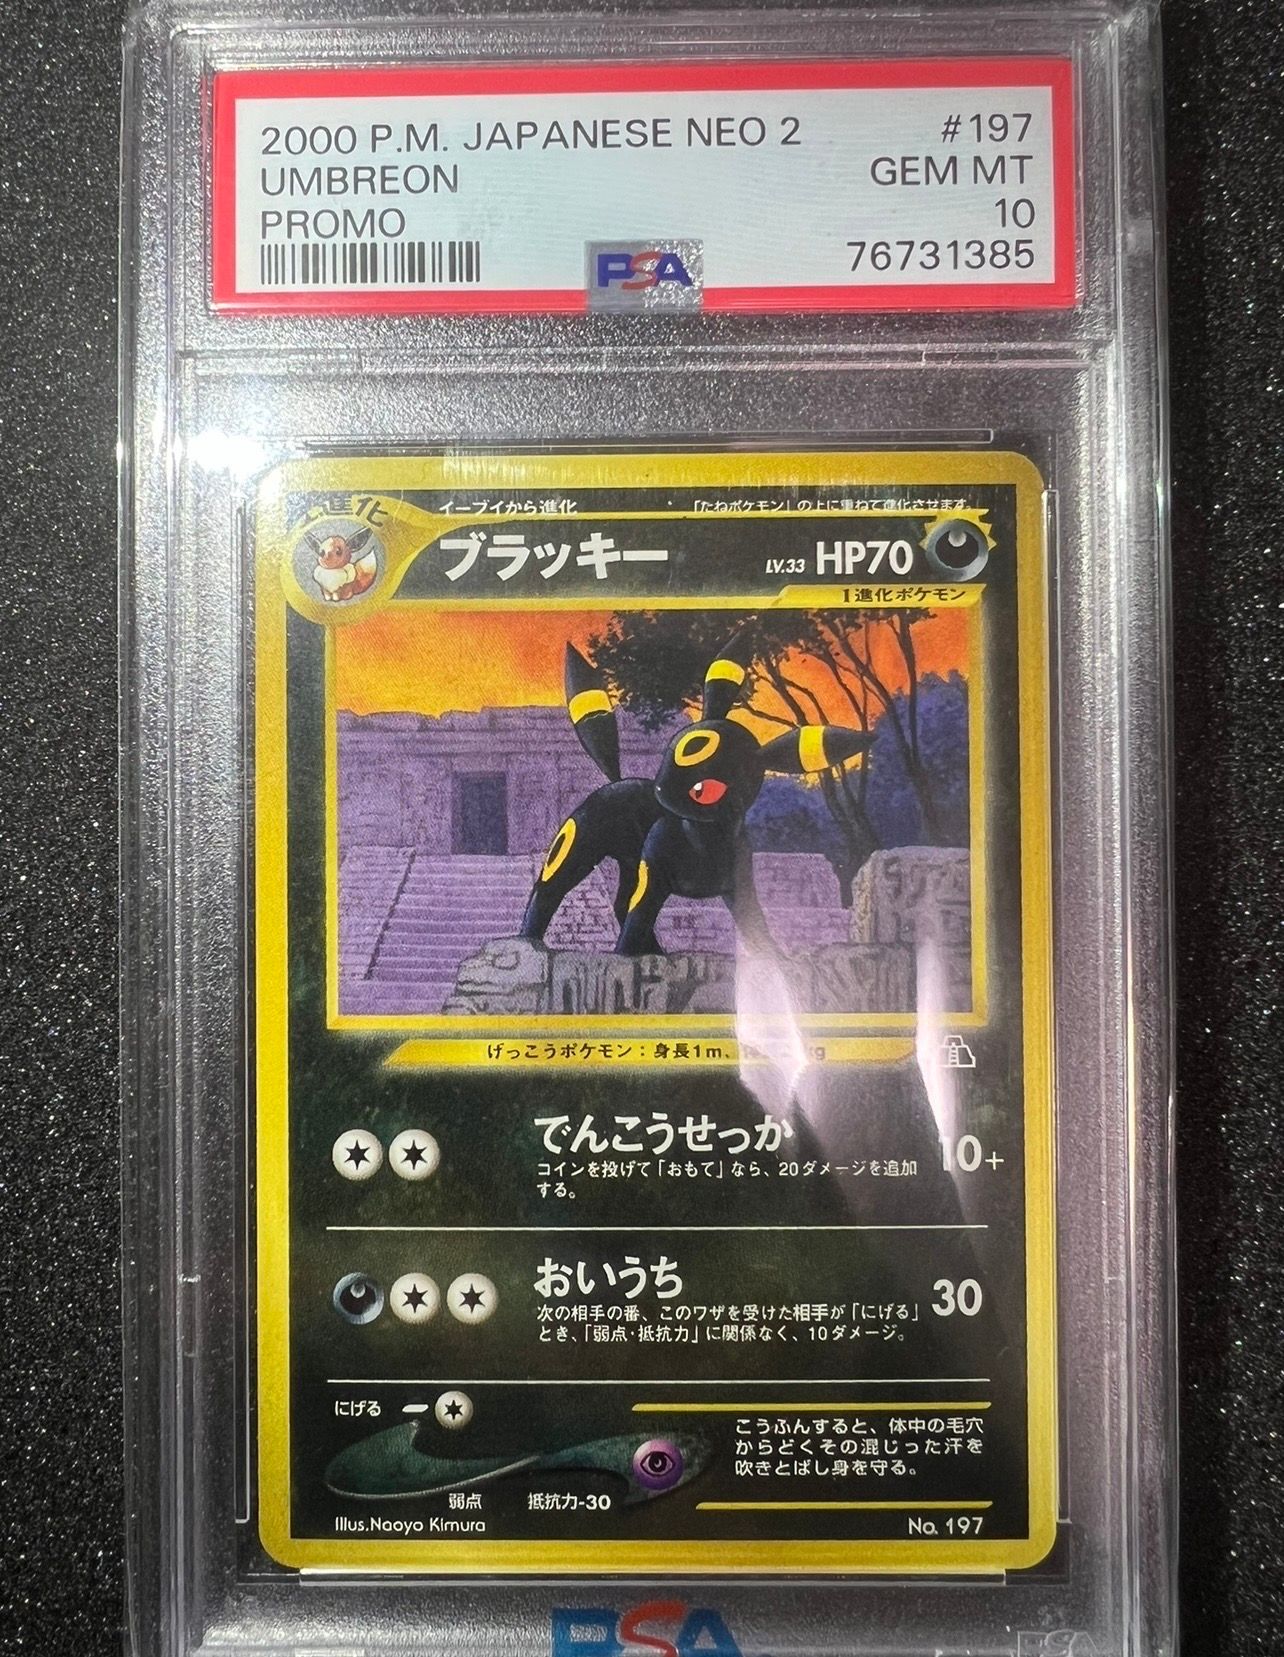 2000 P.M. JAPANESE NEO 2 #197
UMBREON GEM MT
PROMO 10
76731385
PSA
進化
イーブイから進化 「たねポケモン」の上に重ねて進化させます。
ブラッキー LV.33 HP70
1進化ポケモン
げっこうポケモン：身長1m、
でんこうせっか 10+
コインを投げて「おもて」なら、20ダメージを追加
する。
おいうち 30
次の相手の番、このワザを受けた相手が「にげる」
とき、「弱点・抵抗力」に関係なく、10ダメージ。
にげる
こうふんすると、体中の毛穴
からどくその混じった汗を
吹きとばし身を守る。
弱点 抵抗力-30
Illus.Naoyo Kimura No. 197
PSA
PSA